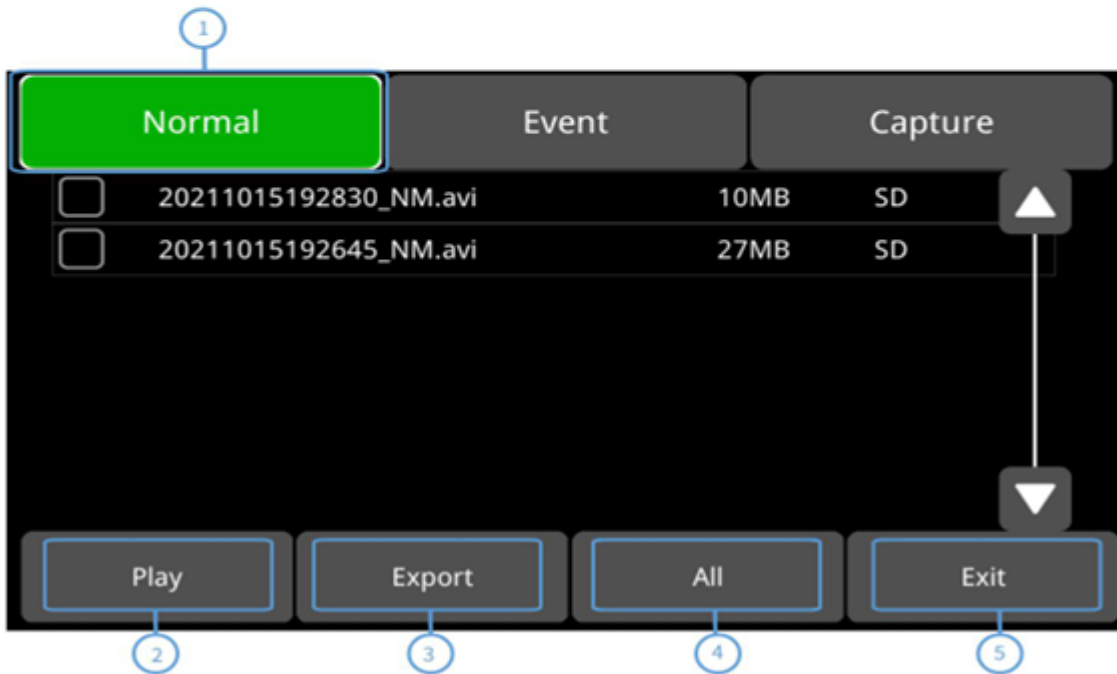 1
Normal Event Capture
20211015192830_NM.avi 10MB SD
20211015192645_NM.avi 27MB SD
Play Export All Exit
2 3 4 5